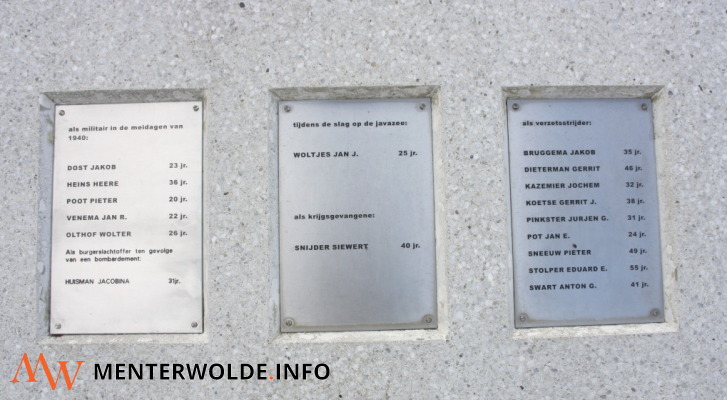 als militair in de meidagen van
1940:
DOST JAKOB 23 jr.
HEINS HEERE 36 jr.
POOT PIETER 20 jr.
VENEMA JAN R. 22 jr.
OLTHOF WOLTER 26 jr.
Als burgerslachtoffer ten gevolge
van een bombardement:
HUISMAN JACOBINA 31jr.
tijdens de slag op de javazee:
WOLTJES JAN J. 25 jr.
als krijgsgevangene:
SNIJDER SIEWERT 40 jr.
als verzetsstrijder:
BRUGGEMA JAKOB 35 jr.
DIETERMAN GERRIT 46 jr.
KAZEMIER JOCHEM 32 jr.
KOETSE GERRIT J. 38 jr.
PINKSTER JURJEN G. 31 jr.
POT JAN E. 24 jr.
SNEEUW PIETER 49 jr.
STOLPER EDUARD E. 55 jr.
SWART ANTON G. 41 jr.
MW MENTERWOLDE.INFO